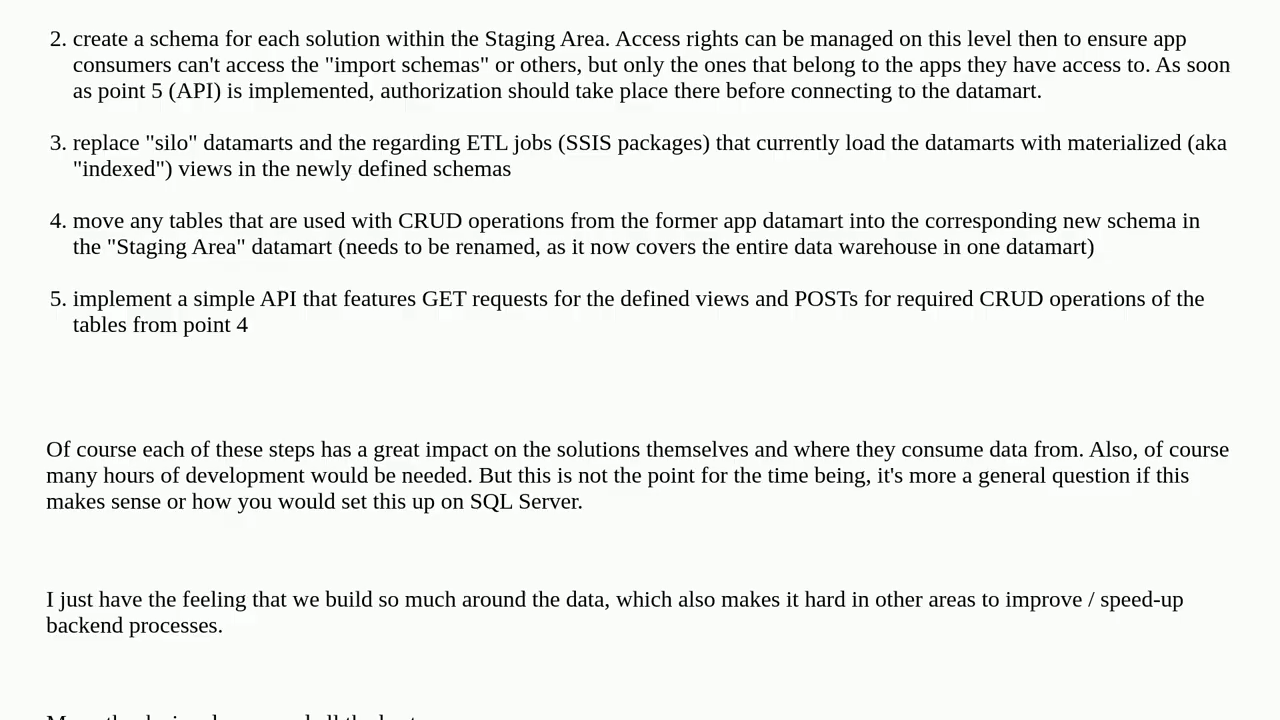 2. create a schema for each solution within the Staging Area. Access rights can be managed on this level then to ensure app
consumers can't access the "import schemas" or others, but only the ones that belong to the apps they have access to. As soon
as point 5 (API) is implemented, authorization should take place there before connecting to the datamart.
3. replace "silo" datamarts and the regarding ETL jobs (SSIS packages) that currently load the datamarts with materialized (aka
"indexed") views in the newly defined schemas
4. move any tables that are used with CRUD operations from the former app datamart into the corresponding new schema in
the "Staging Area" datamart (needs to be renamed, as it now covers the entire data warehouse in one datamart)
5. implement a simple API that features GET requests for the defined views and POSTs for required CRUD operations of the
tables from point 4
Of course each of these steps has a great impact on the solutions themselves and where they consume data from. Also, of course
many hours of development would be needed. But this is not the point for the time being, it's more a general question if this
makes sense or how you would set this up on SQL Server.
I just have the feeling that we build so much around the data, which also makes it hard in other areas to improve / speed-up
backend processes.